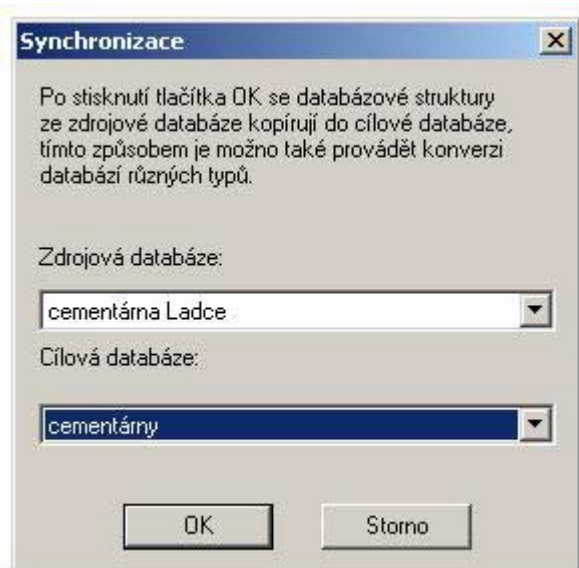 Synchronizace
Po stisknutí tlačítka OK se databázové struktury
ze zdrojové databáze kopírují do cílové databáze,
tímto způsobem je možno také provádět konverzi
databází různých typů.
Zdrojová databáze:
cementárna Ladce
Cílová databáze:
cementárny
OK
Storno